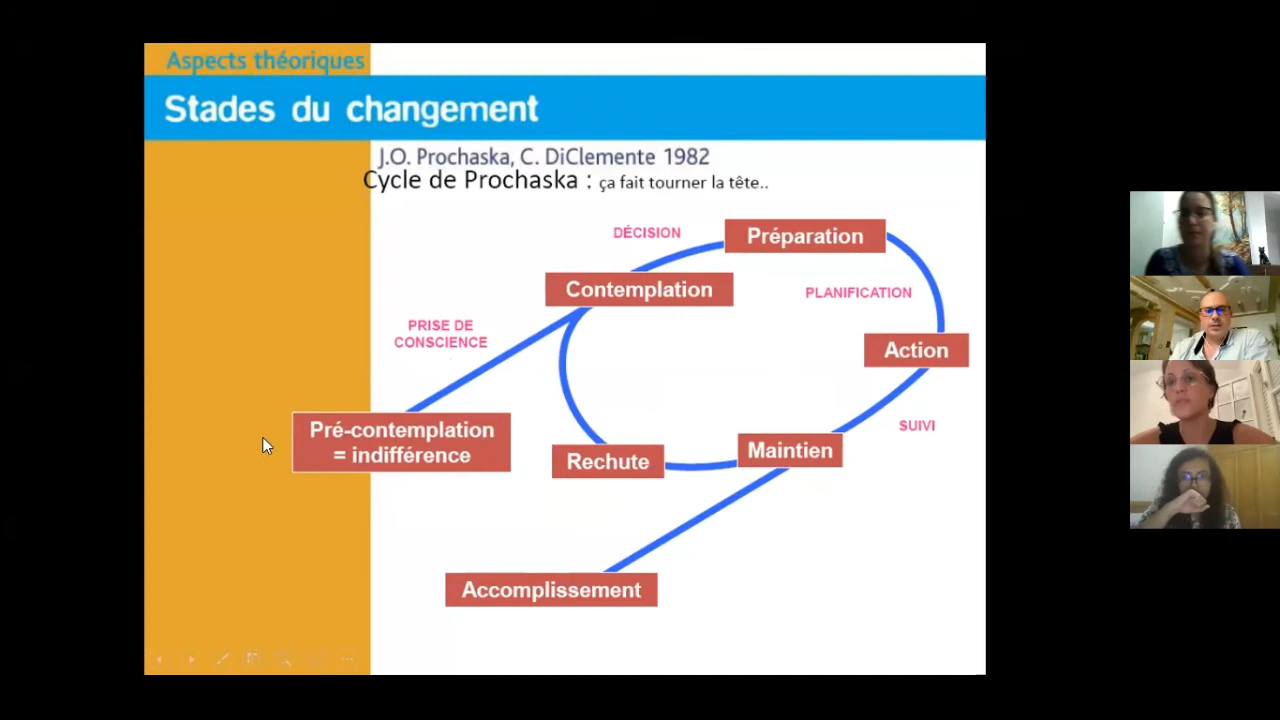 Aspects théoriques
Stades du changement
J.O. Prochaska, C. DiClemente 1982
Cycle de Prochaska : ça fait tourner la tête..
DÉCISION
Préparation
Contemplation
PLANIFICATION
PRISE DE
CONSCIENCE
Action
Pré-contemplation
= indifférence
SUIVI
Maintien
Rechute
Accomplissement